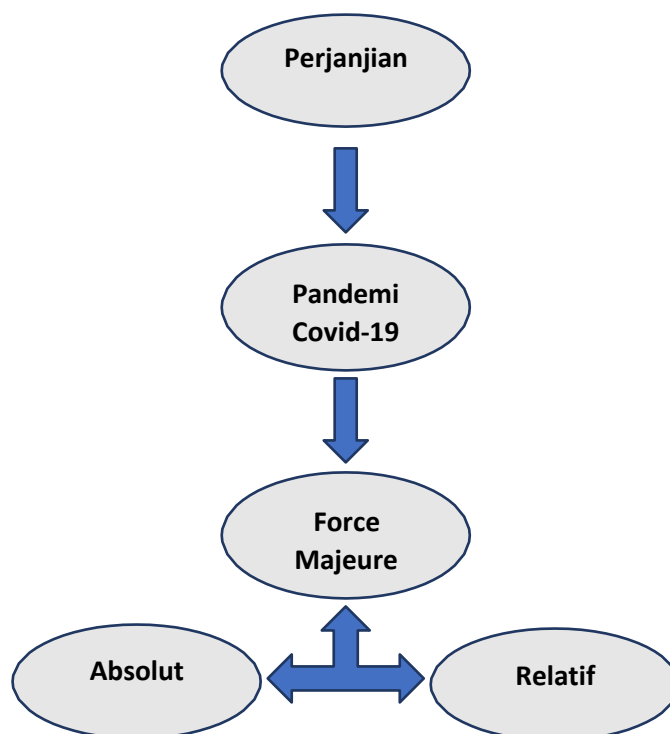 Perjanjian
Pandemi
Covid-19
Force
Majeure
Absolut
Relatif